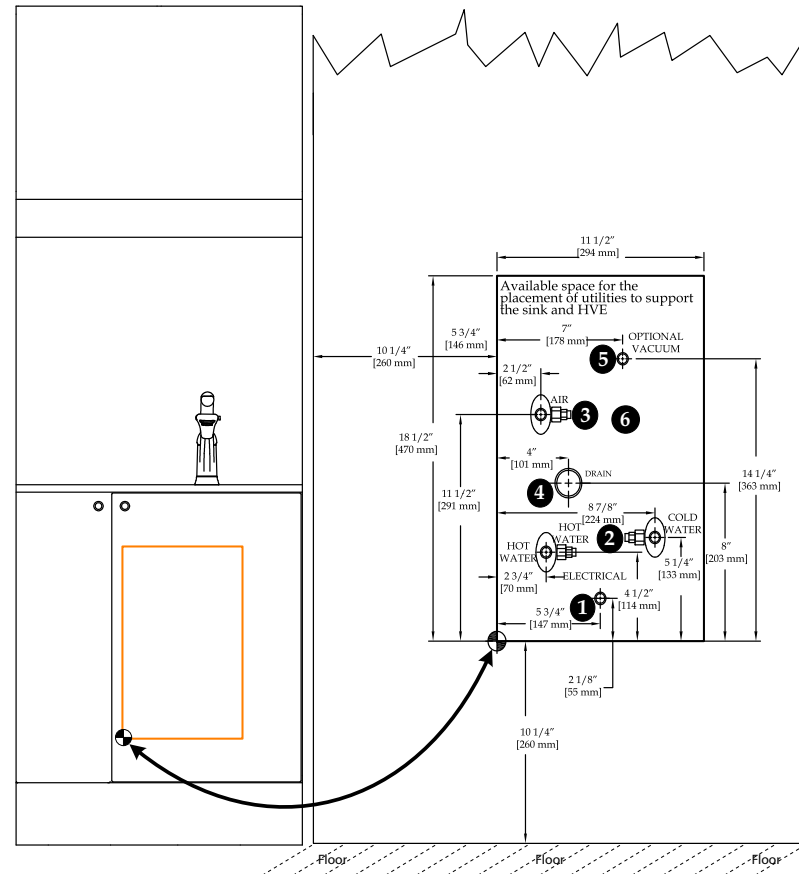 11 1/2"
[294 mm]
Available space for the
placement of utilities to support
the sink and HVE
5 3/4"
[146 mm]
7"
[178 mm]
OPTIONAL
VACUUM
5
10 1/4"
[260 mm]
2 1/2"
[62 mm]
AIR
3
6
18 1/2"
[470 mm]
4"
[101 mm]
DRAIN
4
14 1/4"
[363 mm]
11 1/2"
[291 mm]
8 7/8"
[224 mm]
COLD
WATER
HOT
WATER
2
HOT
WATER
8"
[203 mm]
5 1/4"
[133 mm]
2 3/4"
[70 mm]
ELECTRICAL
4 1/2"
[114 mm]
1
5 3/4"
[147 mm]
2 1/8"
[55 mm]
10 1/4"
[260 mm]
Floor
Floor
Floor